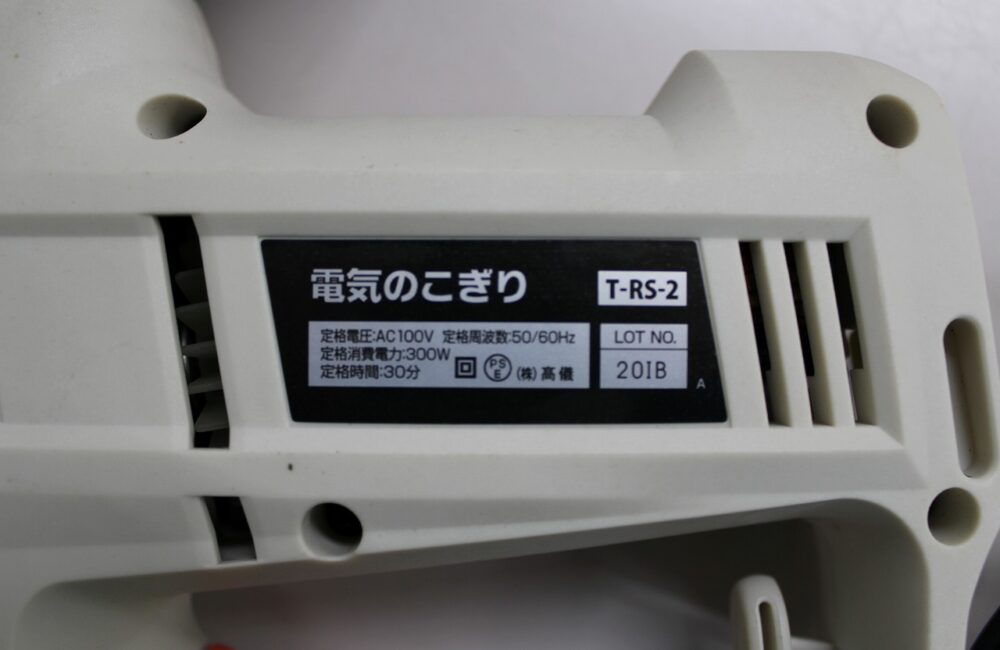 電気のこぎり
T-RS-2
定格電圧:AC100V 定格周波数:50/60Hz
定格消費電力:300W
定格時間:30分
PS
E
(株)髙儀
LOT NO.
20IB
A